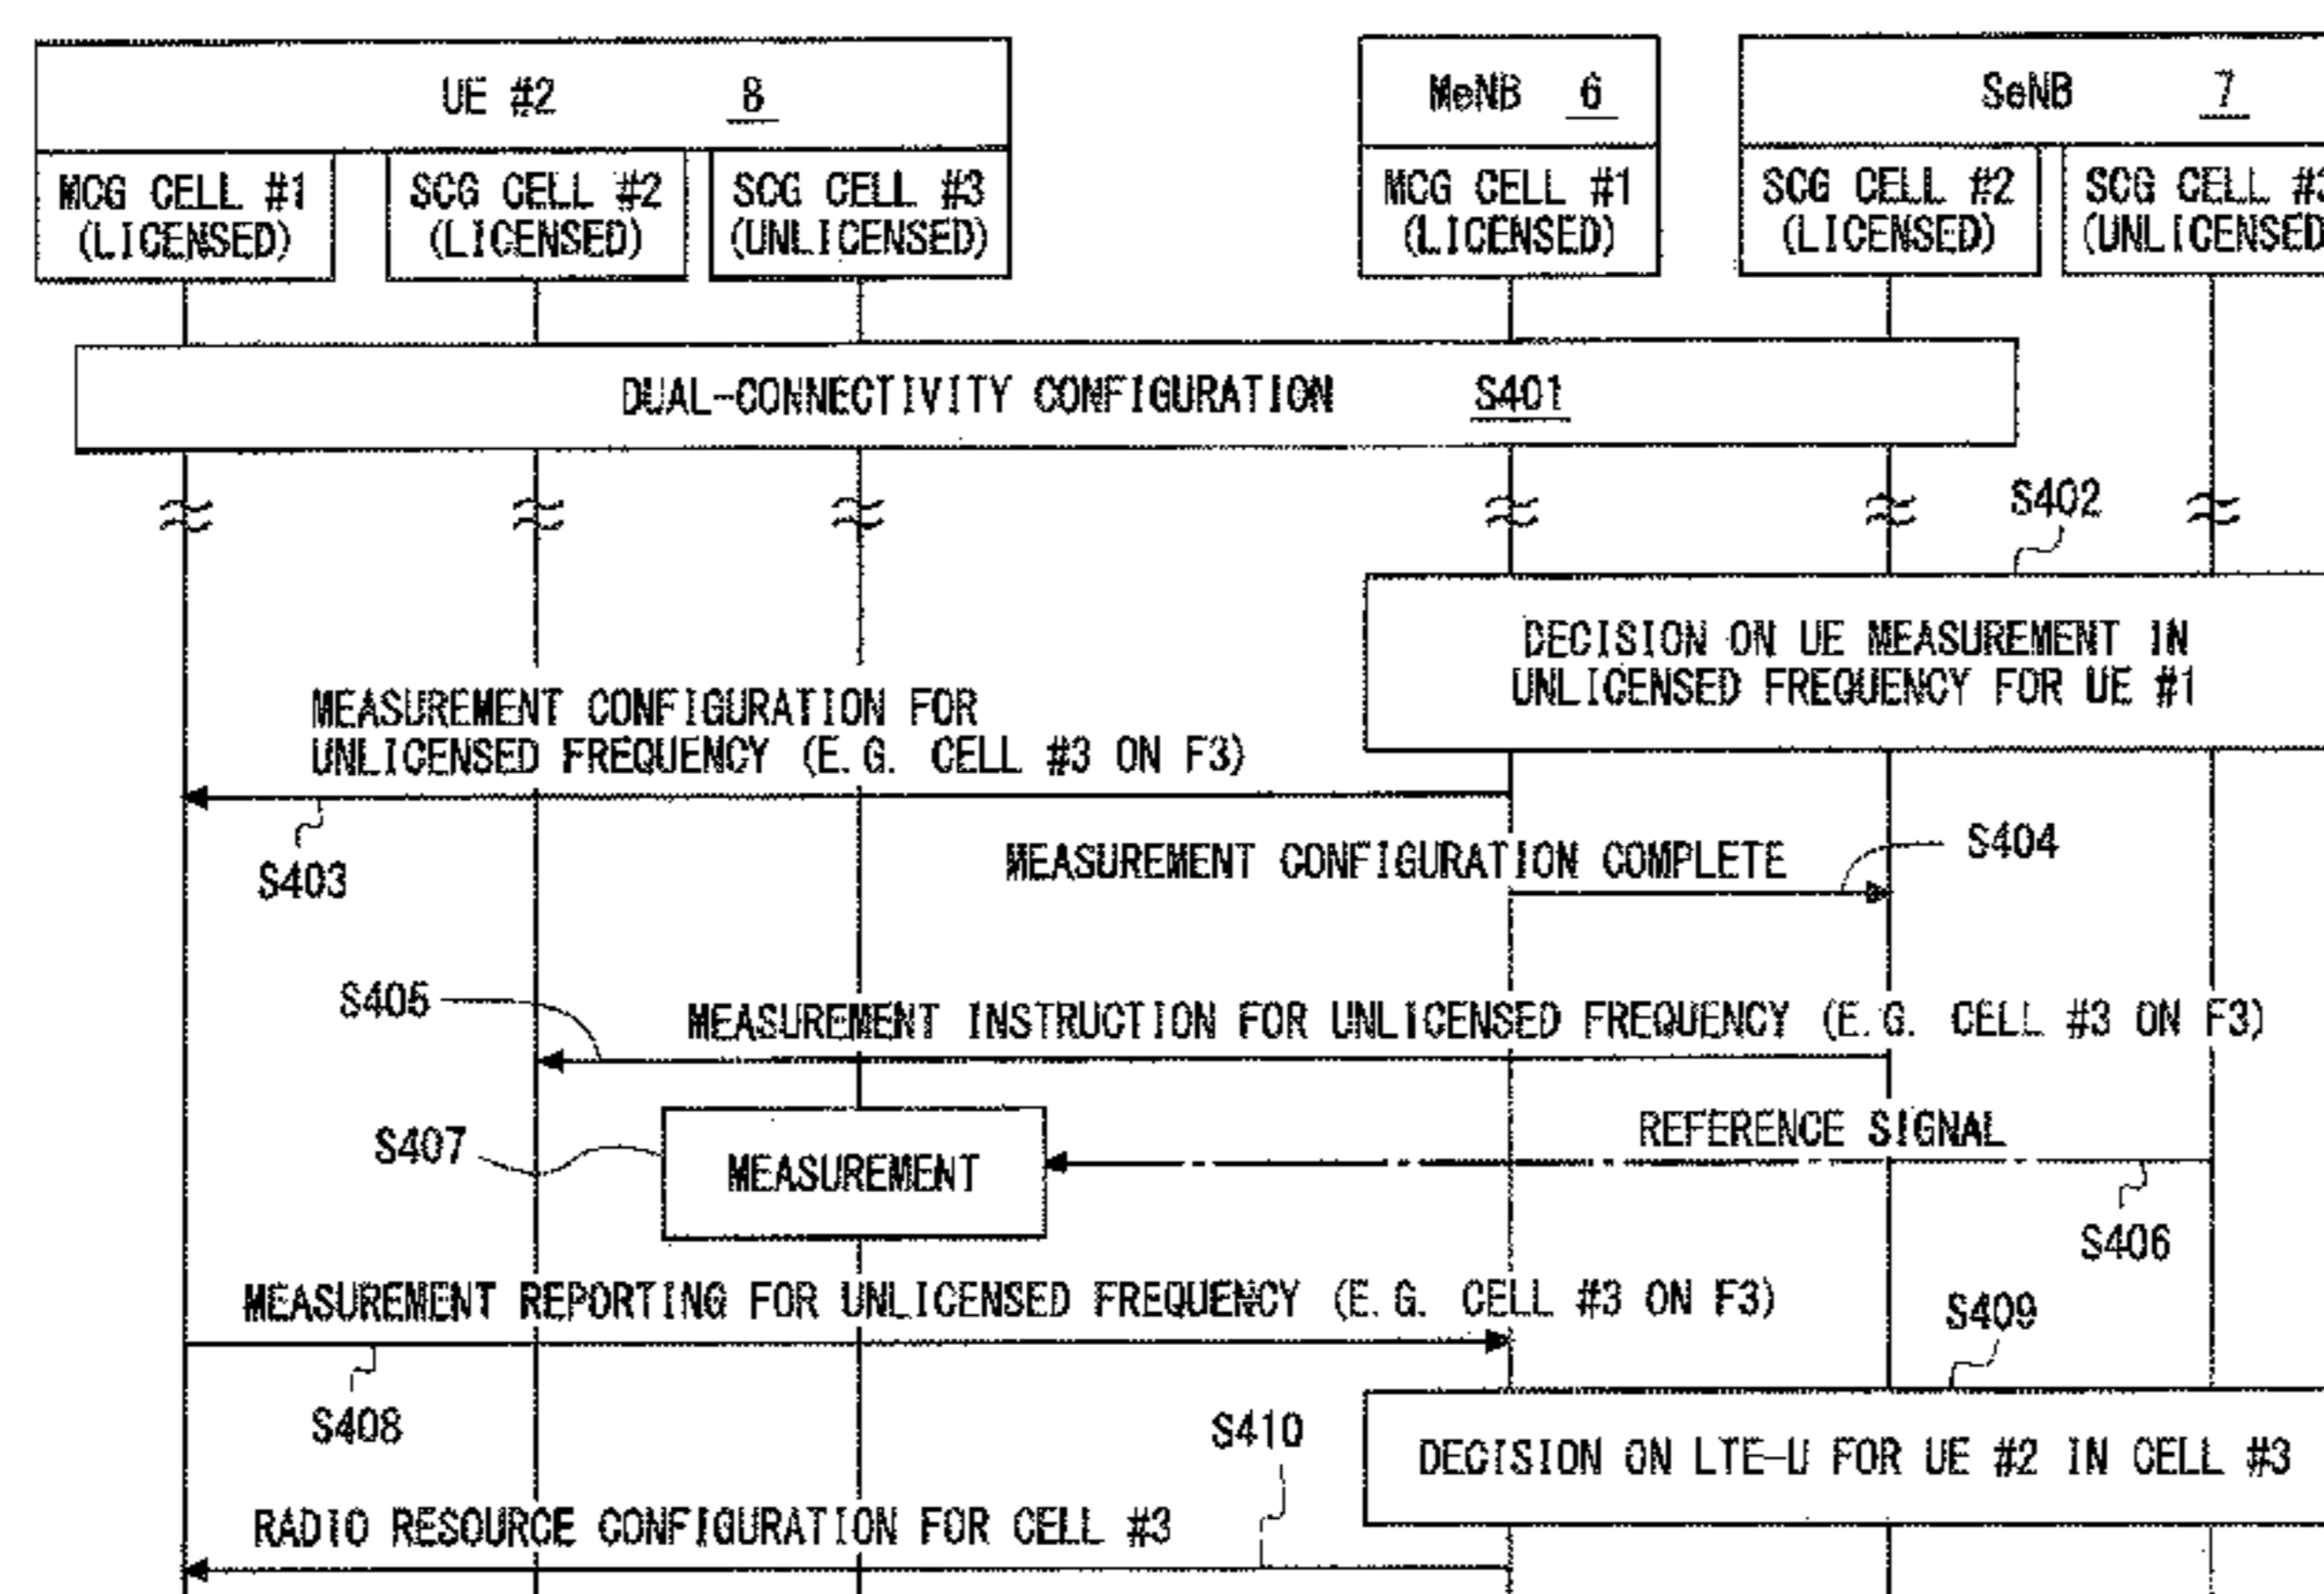 UE #2 8
MeNB 6
SeNB 7
MCG CELL #1
(LICENSED)
SCG CELL #2
(LICENSED)
SCG CELL #3
(UNLICENSED)
MCG CELL #1
(LICENSED)
SCG CELL #2
(LICENSED)
SCG CELL #3
(UNLICENSED
DUAL-CONNECTIVITY CONFIGURATION S401
S402
DECISION ON UE MEASUREMENT IN
UNLICENSED FREQUENCY FOR UE #1
MEASUREMENT CONFIGURATION FOR
UNLICENSED FREQUENCY (E.G. CELL #3 ON F3)
S403
MEASUREMENT CONFIGURATION COMPLETE
S404
S405
MEASUREMENT INSTRUCTION FOR UNLICENSED FREQUENCY (E.G. CELL #3 ON F3)
REFERENCE SIGNAL
S407
MEASUREMENT
S406
MEASUREMENT REPORTING FOR UNLICENSED FREQUENCY (E.G. CELL #3 ON F3)
S409
S408
S410
DECISION ON LTE-U FOR UE #2 IN CELL #3
RADIO RESOURCE CONFIGURATION FOR CELL #3